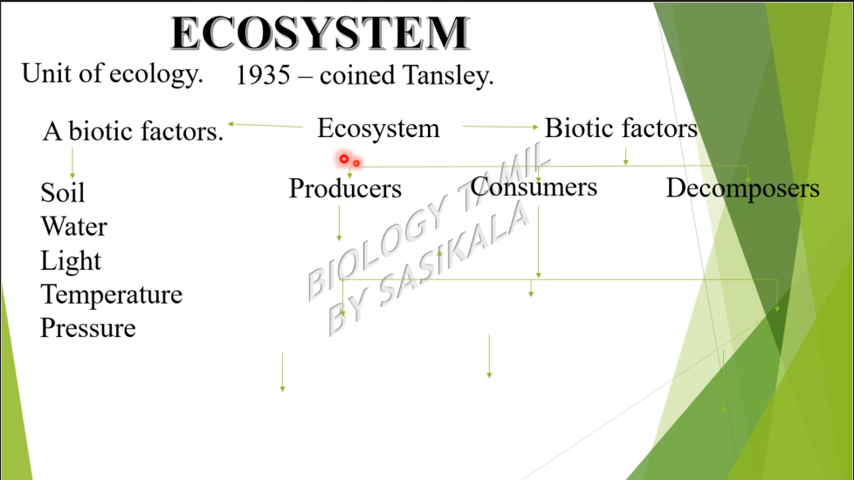 ECOSYSTEM
Unit of ecology. 1935 – coined Tansley.
A biotic factors. Ecosystem Biotic factors
Producers Consumers Decomposers
Soil
Water
Light
Temperature
Pressure
BIOLOGY TAMIL
BY SASIKALA